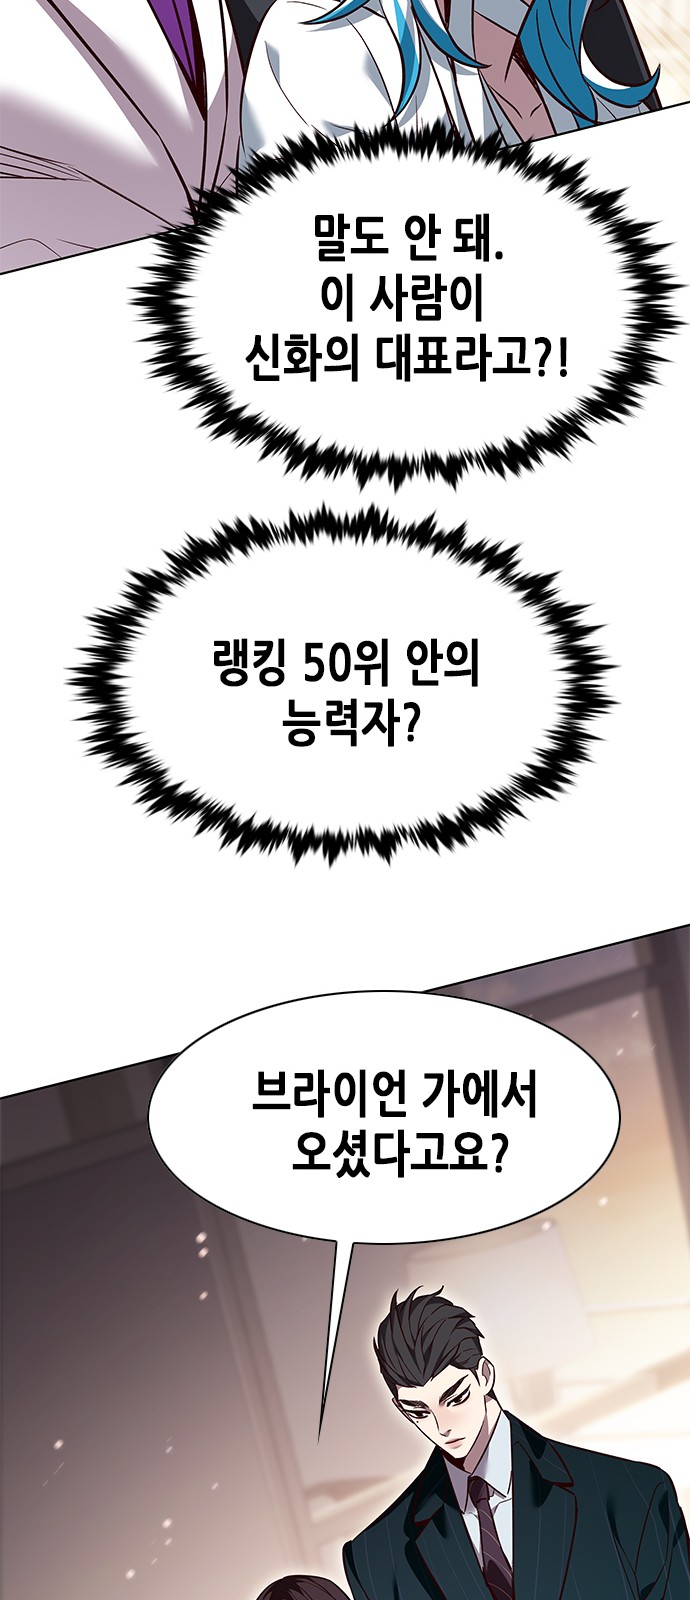 말도 안 돼.
이 사람이
신화의 대표라고?!
랭킹 50위 안의
능력자?
브라이언 가에서
오셨다고요?